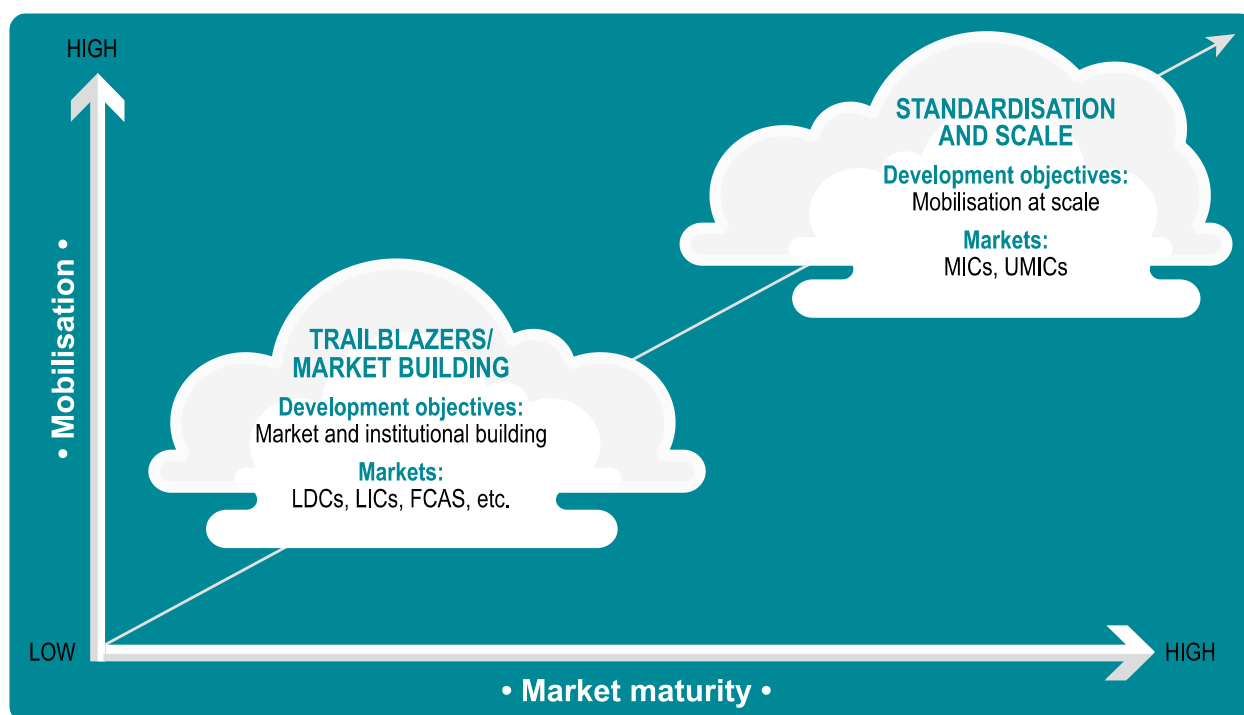 HIGH
STANDARDISATION
AND SCALE
Development objectives:
Mobilisation at scale
Markets:
MICs, UMICs
• Mobilisation •
TRAILBLAZERS/
MARKET BUILDING
Development objectives:
Market and institutional building
Markets:
LDCs, LICs, FCAS, etc.
LOW
HIGH
• Market maturity •